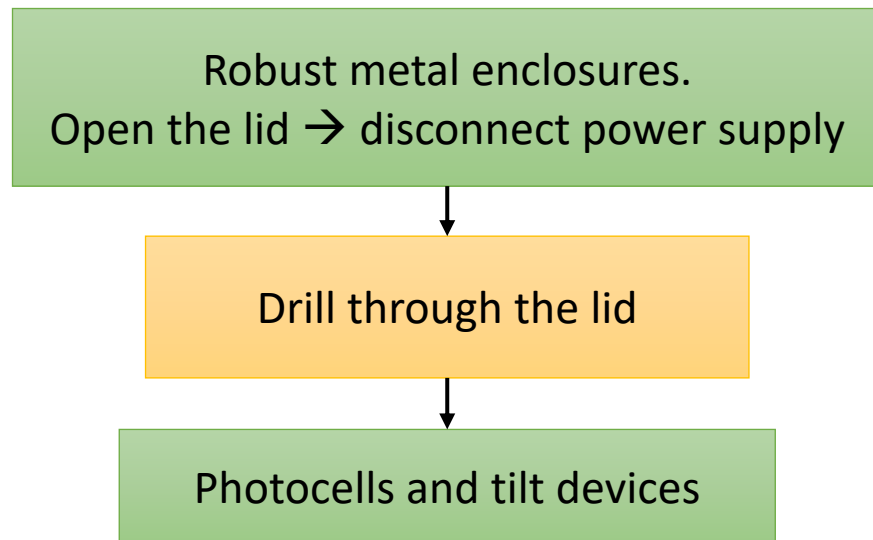 Robust metal enclosures.
Open the lid → disconnect power supply
Drill through the lid
Photocells and tilt devices